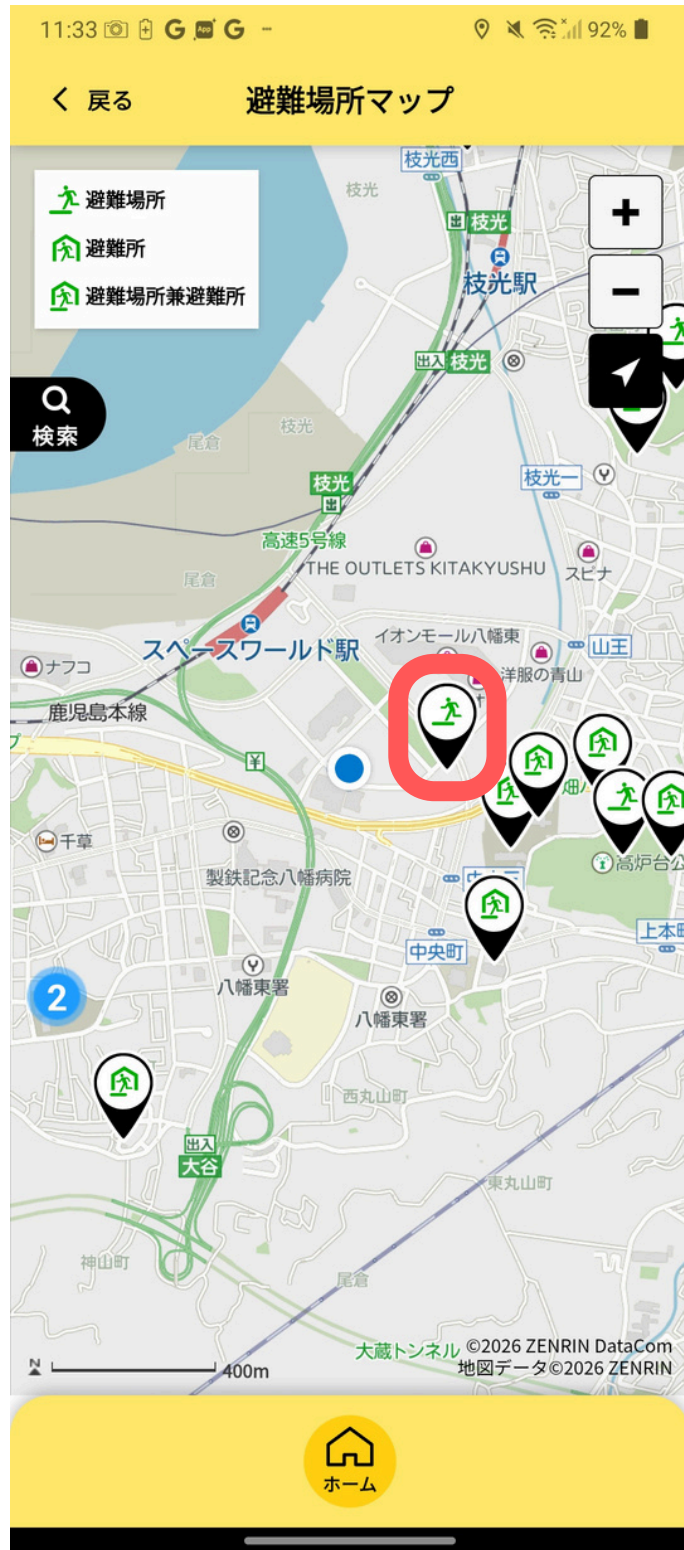 11:33 G G
92%
戻る
避難場所マップ
避難場所
避難所
避難場所兼避難所
検索
枝光西
枝光
出 枝光
枝光駅
出入 枝光
枝光
尾倉
枝光
出
枝光一
高速5号線
THE OUTLETS KITAKYUSHU
スピナ
尾倉
スペースワールド駅
イオンモール八幡東
山王
ナフコ
洋服の青山
鹿児島本線
千草
製鉄記念八幡病院
高炉台公
中央町
上本町
八幡東署
八幡東署
2
西丸山町
出入
大谷
東丸山町
神山町
尾倉
大蔵トンネル
©2026 ZENRIN DataCom
地図データ©2026 ZENRIN
N
400m
ホーム